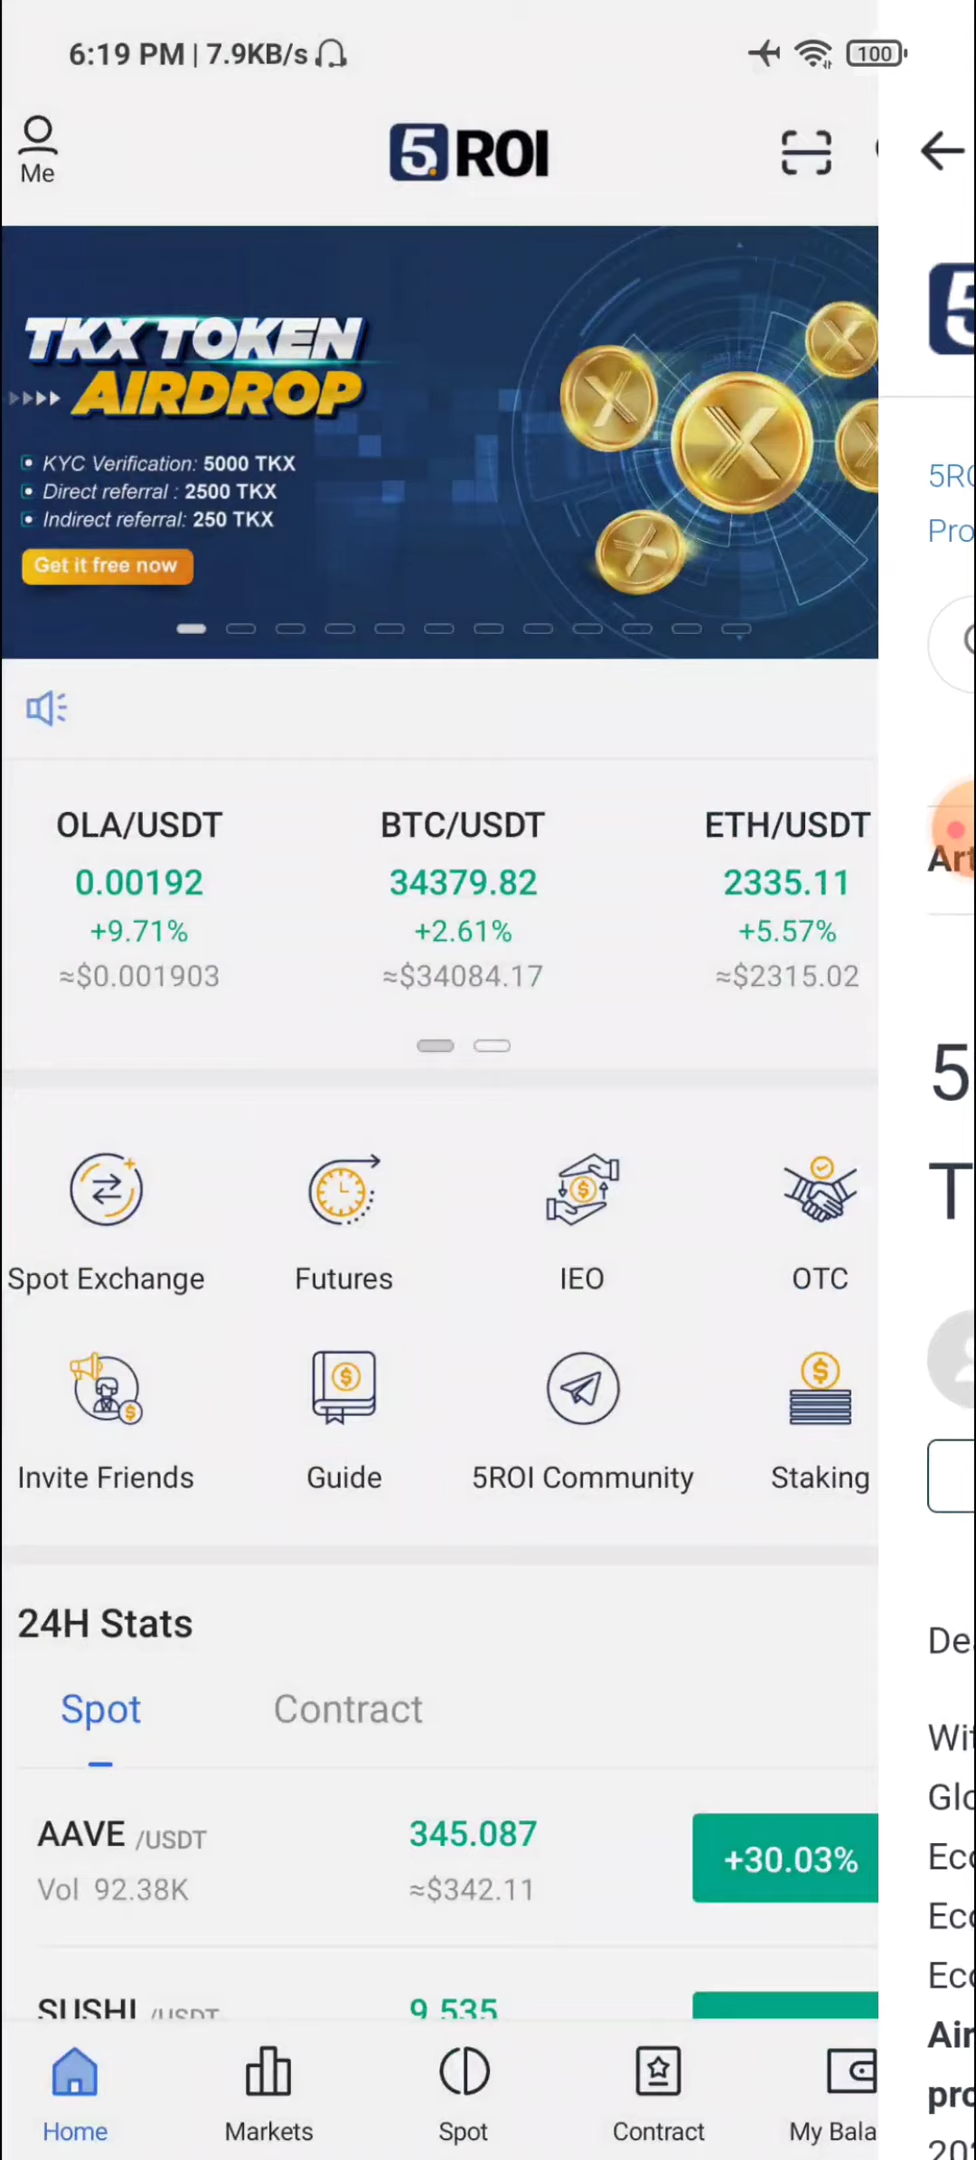 6:19 PM | 7.9KB/s
100
Me
5 ROI
TKX TOKEN
AIRDROP
KYC Verification: 5000 TKX
Direct referral : 2500 TKX
Indirect referral: 250 TKX
Get it free now
OLA/USDT BTC/USDT ETH/USDT
0.00192 34379.82 2335.11
+9.71% +2.61% +5.57%
≈$0.001903 ≈$34084.17 ≈$2315.02
Spot Exchange Futures IEO OTC
Invite Friends Guide 5ROI Community Staking
24H Stats
Spot Contract
AAVE /USDT 345.087 +30.03%
Vol 92.38K ≈$342.11
SUSHI /USDT 9.535
Home Markets Spot Contract My Bala
5
5RO
Pro
Art
5
T
De
Wit
Glo
Eco
Eco
Eco
Air
pro
202